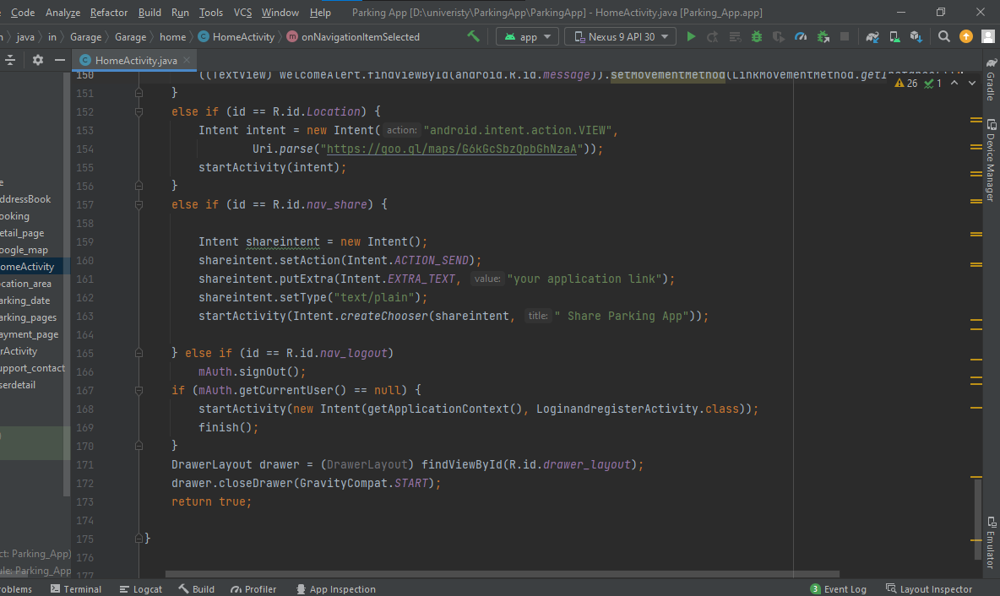 Code Analyze Refactor Build Run Tools VCS Window Help Parking App [D:\univeristy\ParkingApp\ParkingApp] - HomeActivity.java [Parking_App.app]
java in Garage Garage home C HomeActivity m onNavigationItemSelected app Nexus 9 API 30
C HomeActivity.java
26 1
150 ((TextView) welcomeAlert.findViewById(android.R.id.message)).setMovementMethod(LinkMovementMethod.getInstance());
151 }
152 else if (id == R.id.Location) {
153 Intent intent = new Intent( action: "android.intent.action.VIEW",
154 Uri.parse("https://goo.gl/maps/G6kGcSbzQpbGhNzaA"));
155 startActivity(intent);
156 }
157 else if (id == R.id.nav_share) {
158
159 Intent shareintent = new Intent();
160 shareintent.setAction(Intent.ACTION_SEND);
161 shareintent.putExtra(Intent.EXTRA_TEXT, value: "your application link");
162 shareintent.setType("text/plain");
163 startActivity(Intent.createChooser(shareintent, title: " Share Parking App"));
164
165 } else if (id == R.id.nav_logout)
166 mAuth.signOut();
167 if (mAuth.getCurrentUser() == null) {
168 startActivity(new Intent(getApplicationContext(), LoginandregisterActivity.class));
169 finish();
170 }
171 DrawerLayout drawer = (DrawerLayout) findViewById(R.id.drawer_layout);
172 drawer.closeDrawer(GravityCompat.START);
173 return true;
174
175 }
176
177
e
ddressBook
ooking
etail_page
oogle_map
omeActivity
ocation_area
arking_date
arking_pages
ayment_page
rActivity
upport_contact
serdetail
ct: Parking_App)
ule: Parking_App
Gradle
Device Manager
Emulator
roblems Terminal Logcat Build Profiler App Inspection 3 Event Log Layout Inspector